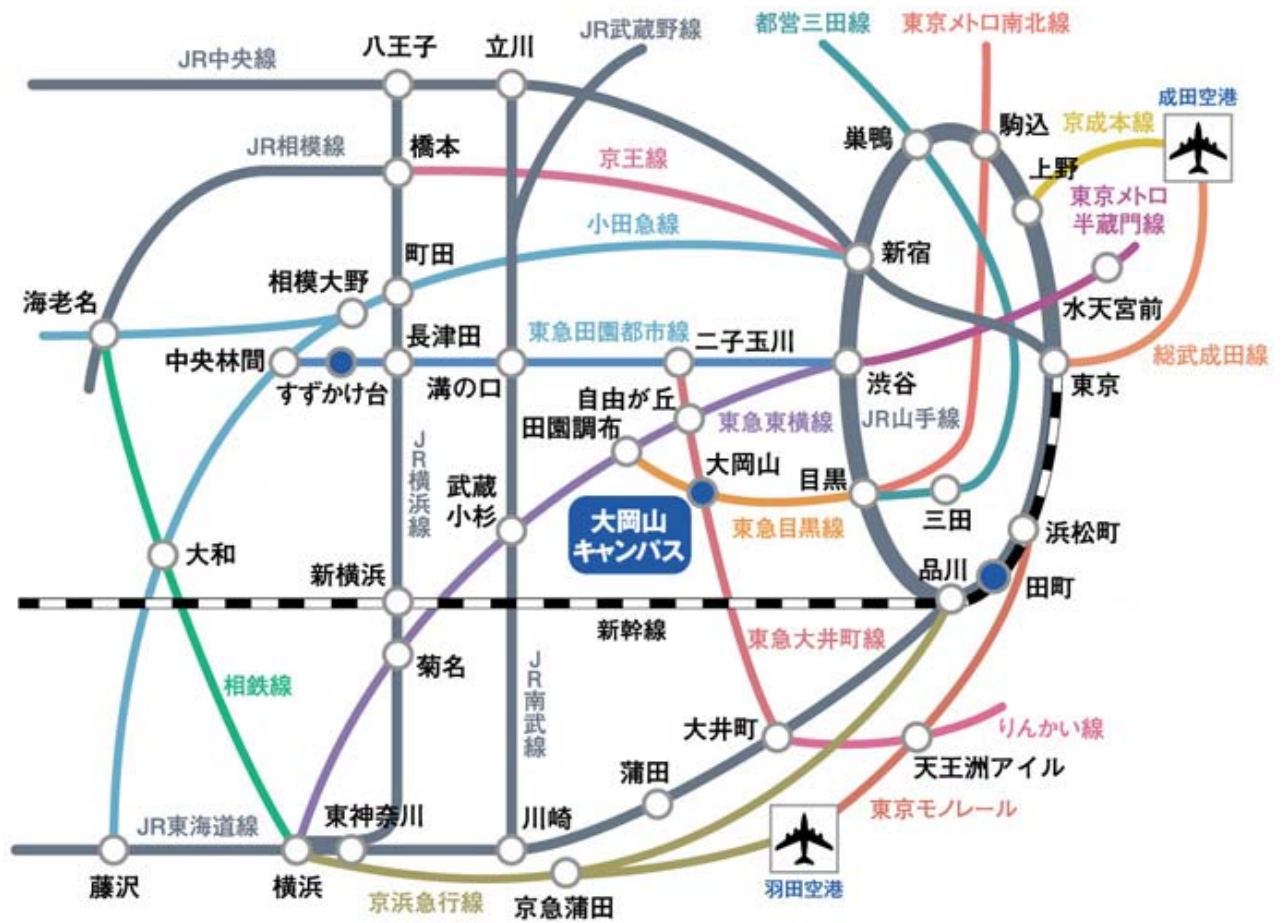 JR中央線
八王子
立川
JR武蔵野線
都営三田線
東京メトロ南北線
成田空港
京成本線
駒込
巣鴨
上野
JR相模線
橋本
京王線
東京メトロ
半蔵門線
小田急線
町田
新宿
相模大野
海老名
水天宮前
中央林間
すずかけ台
長津田
東急田園都市線
溝の口
二子玉川
渋谷
東京
総武成田線
自由が丘
田園調布
東急東横線
JR山手線
大岡山
目黒
JR横浜線
武蔵
小杉
大岡山
キャンパス
東急目黒線
三田
浜松町
大和
新横浜
品川
田町
新幹線
東急大井町線
菊名
相鉄線
JR南武線
大井町
りんかい線
天王洲アイル
蒲田
東京モノレール
JR東海道線
東神奈川
川崎
藤沢
横浜
京浜急行線
京急蒲田
羽田空港